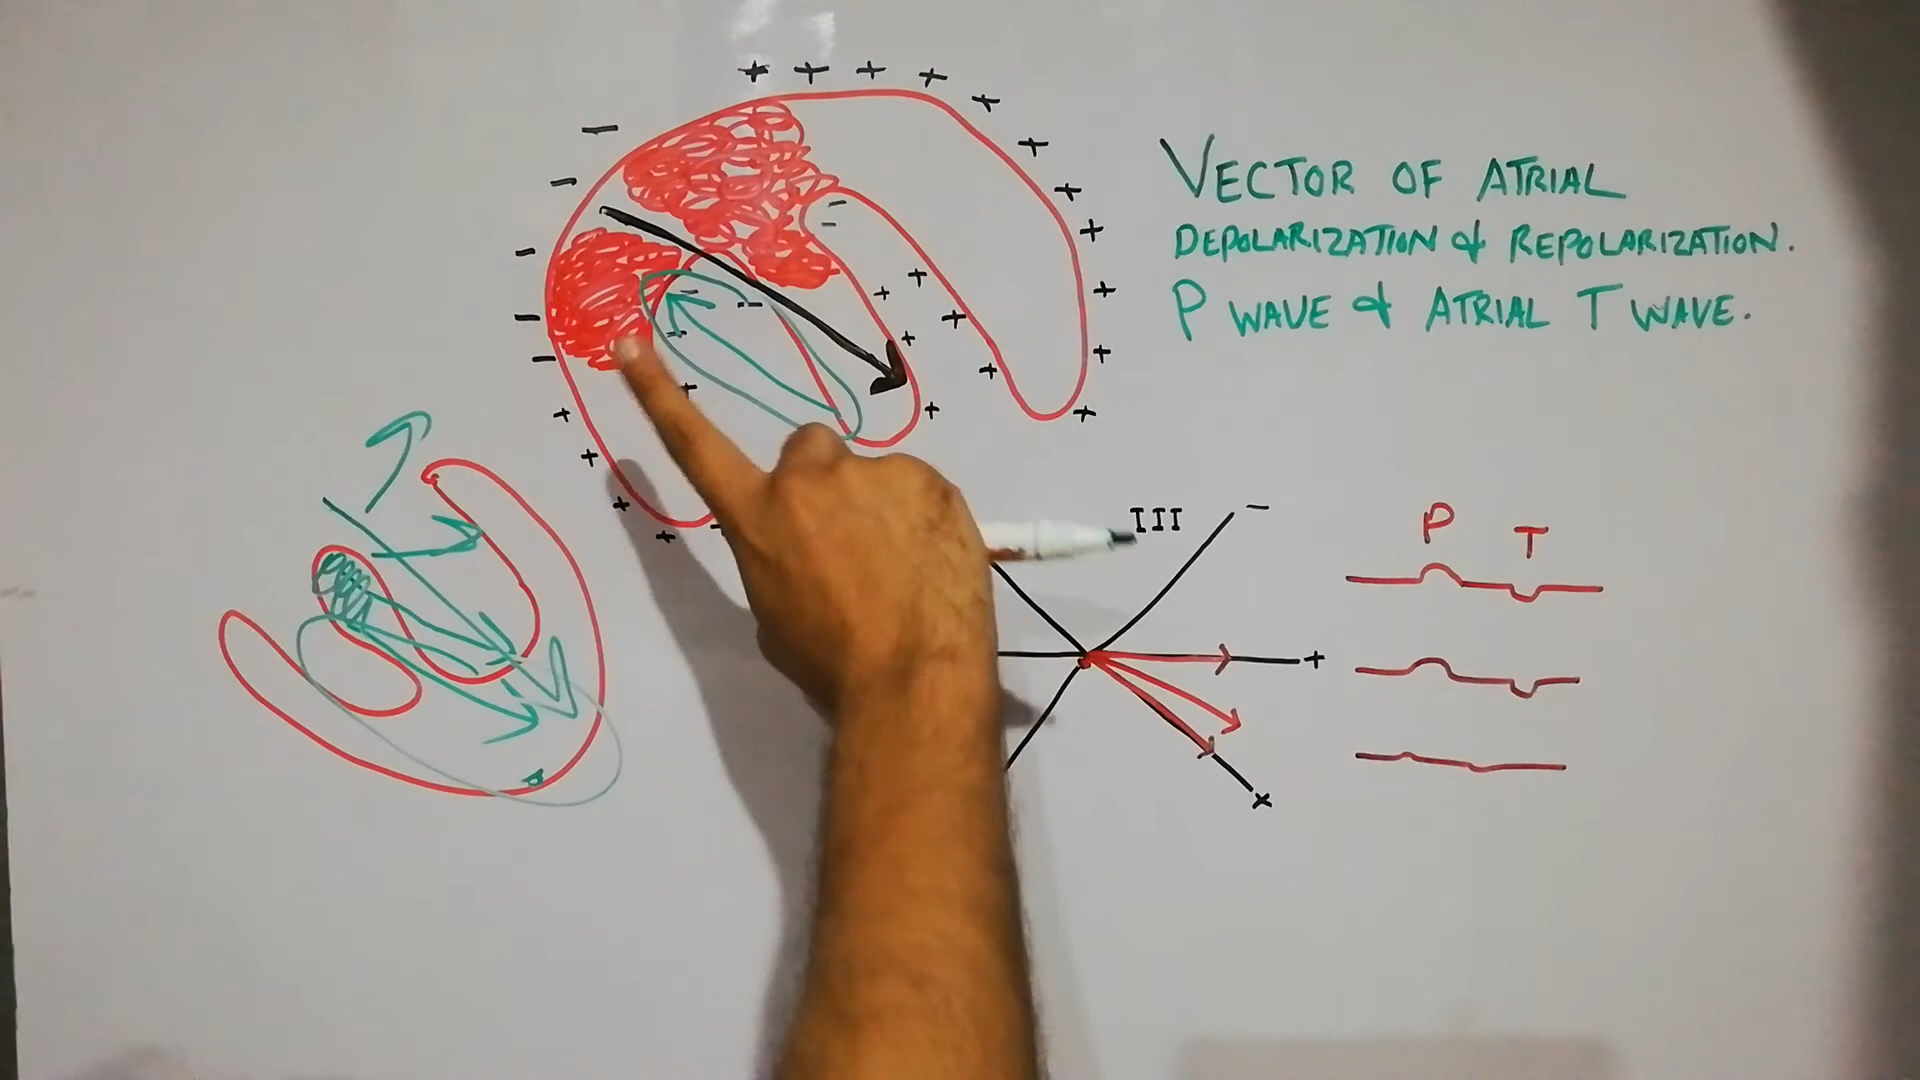 VECTOR OF ATRIAL
DEPOLARIZATION & REPOLARIZATION.
P WAVE & ATRIAL T WAVE.
III
P
T